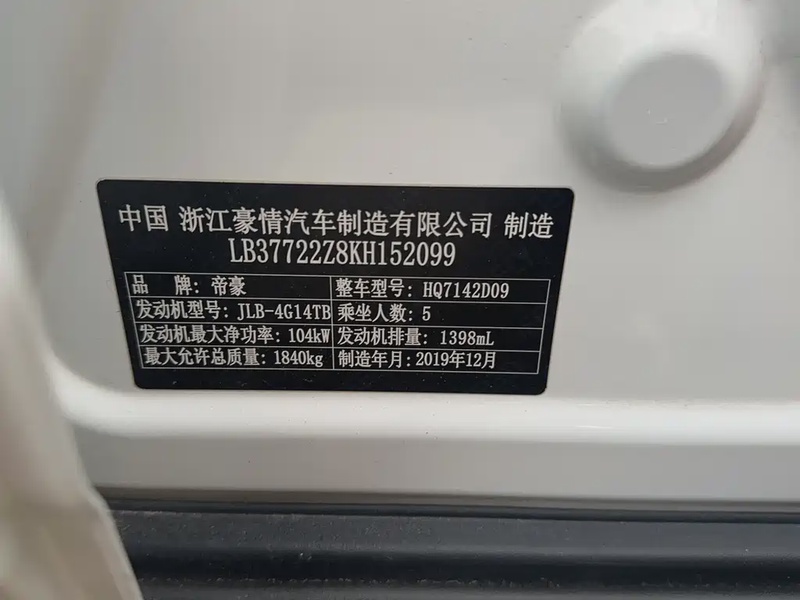 中国 浙江豪情汽车制造有限公司 制造
LB37722Z8KH152099
品 牌: 帝豪 整车型号: HQ7142D09
发动机型号: JLB-4G14TB 乘坐人数: 5
发动机最大净功率: 104kW 发动机排量: 1398mL
最大允许总质量: 1840kg 制造年月: 2019年12月